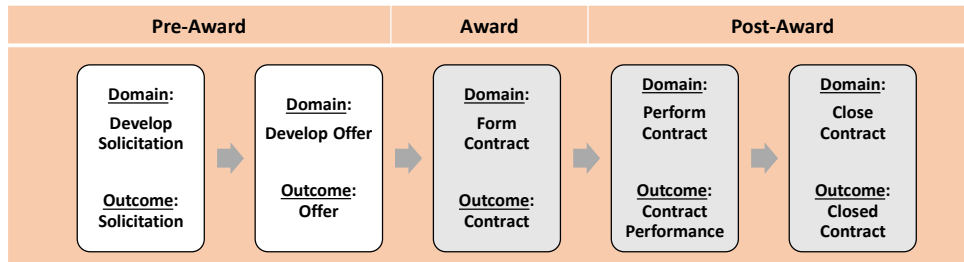 Pre-Award
Award
Post-Award
Domain:
Develop
Solicitation
Outcome:
Solicitation
Domain:
Develop Offer
Outcome:
Offer
Domain:
Form
Contract
Outcome:
Contract
Domain:
Perform
Contract
Outcome:
Contract
Performance
Domain:
Close
Contract
Outcome:
Closed
Contract